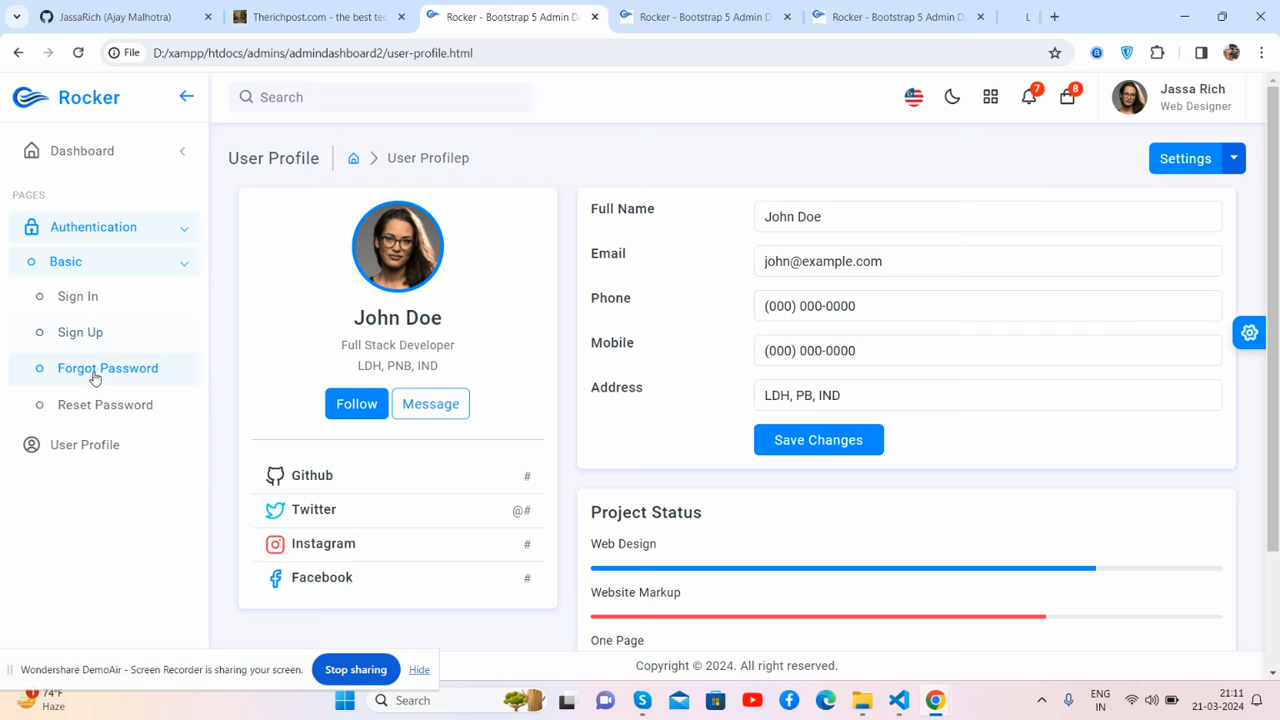 JassaRich (Ajay Malhotra)
Therichpost.com - the best tec
Rocker - Bootstrap 5 Admin D
Rocker - Bootstrap 5 Admin D
Rocker - Bootstrap 5 Admin D
L
File
D:/xampp/htdocs/admins/admindashboard2/user-profile.html
Rocker
Search
7
8
Jassa Rich
Web Designer
Dashboard
PAGES
Authentication
Basic
Sign In
Sign Up
Forgot Password
Reset Password
User Profile
User Profile
User Profilep
Settings
John Doe
Full Stack Developer
LDH, PNB, IND
Follow
Message
Github #
Twitter @#
Instagram #
Facebook #
Full Name
John Doe
Email
john@example.com
Phone
(000) 000-0000
Mobile
(000) 000-0000
Address
LDH, PB, IND
Save Changes
Project Status
Web Design
Website Markup
One Page
Copyright © 2024. All right reserved.
Wondershare DemoAir - Screen Recorder is sharing your screen.
Stop sharing
Hide
74°F
Haze
Search
ENG
IN
21:11
21-03-2024